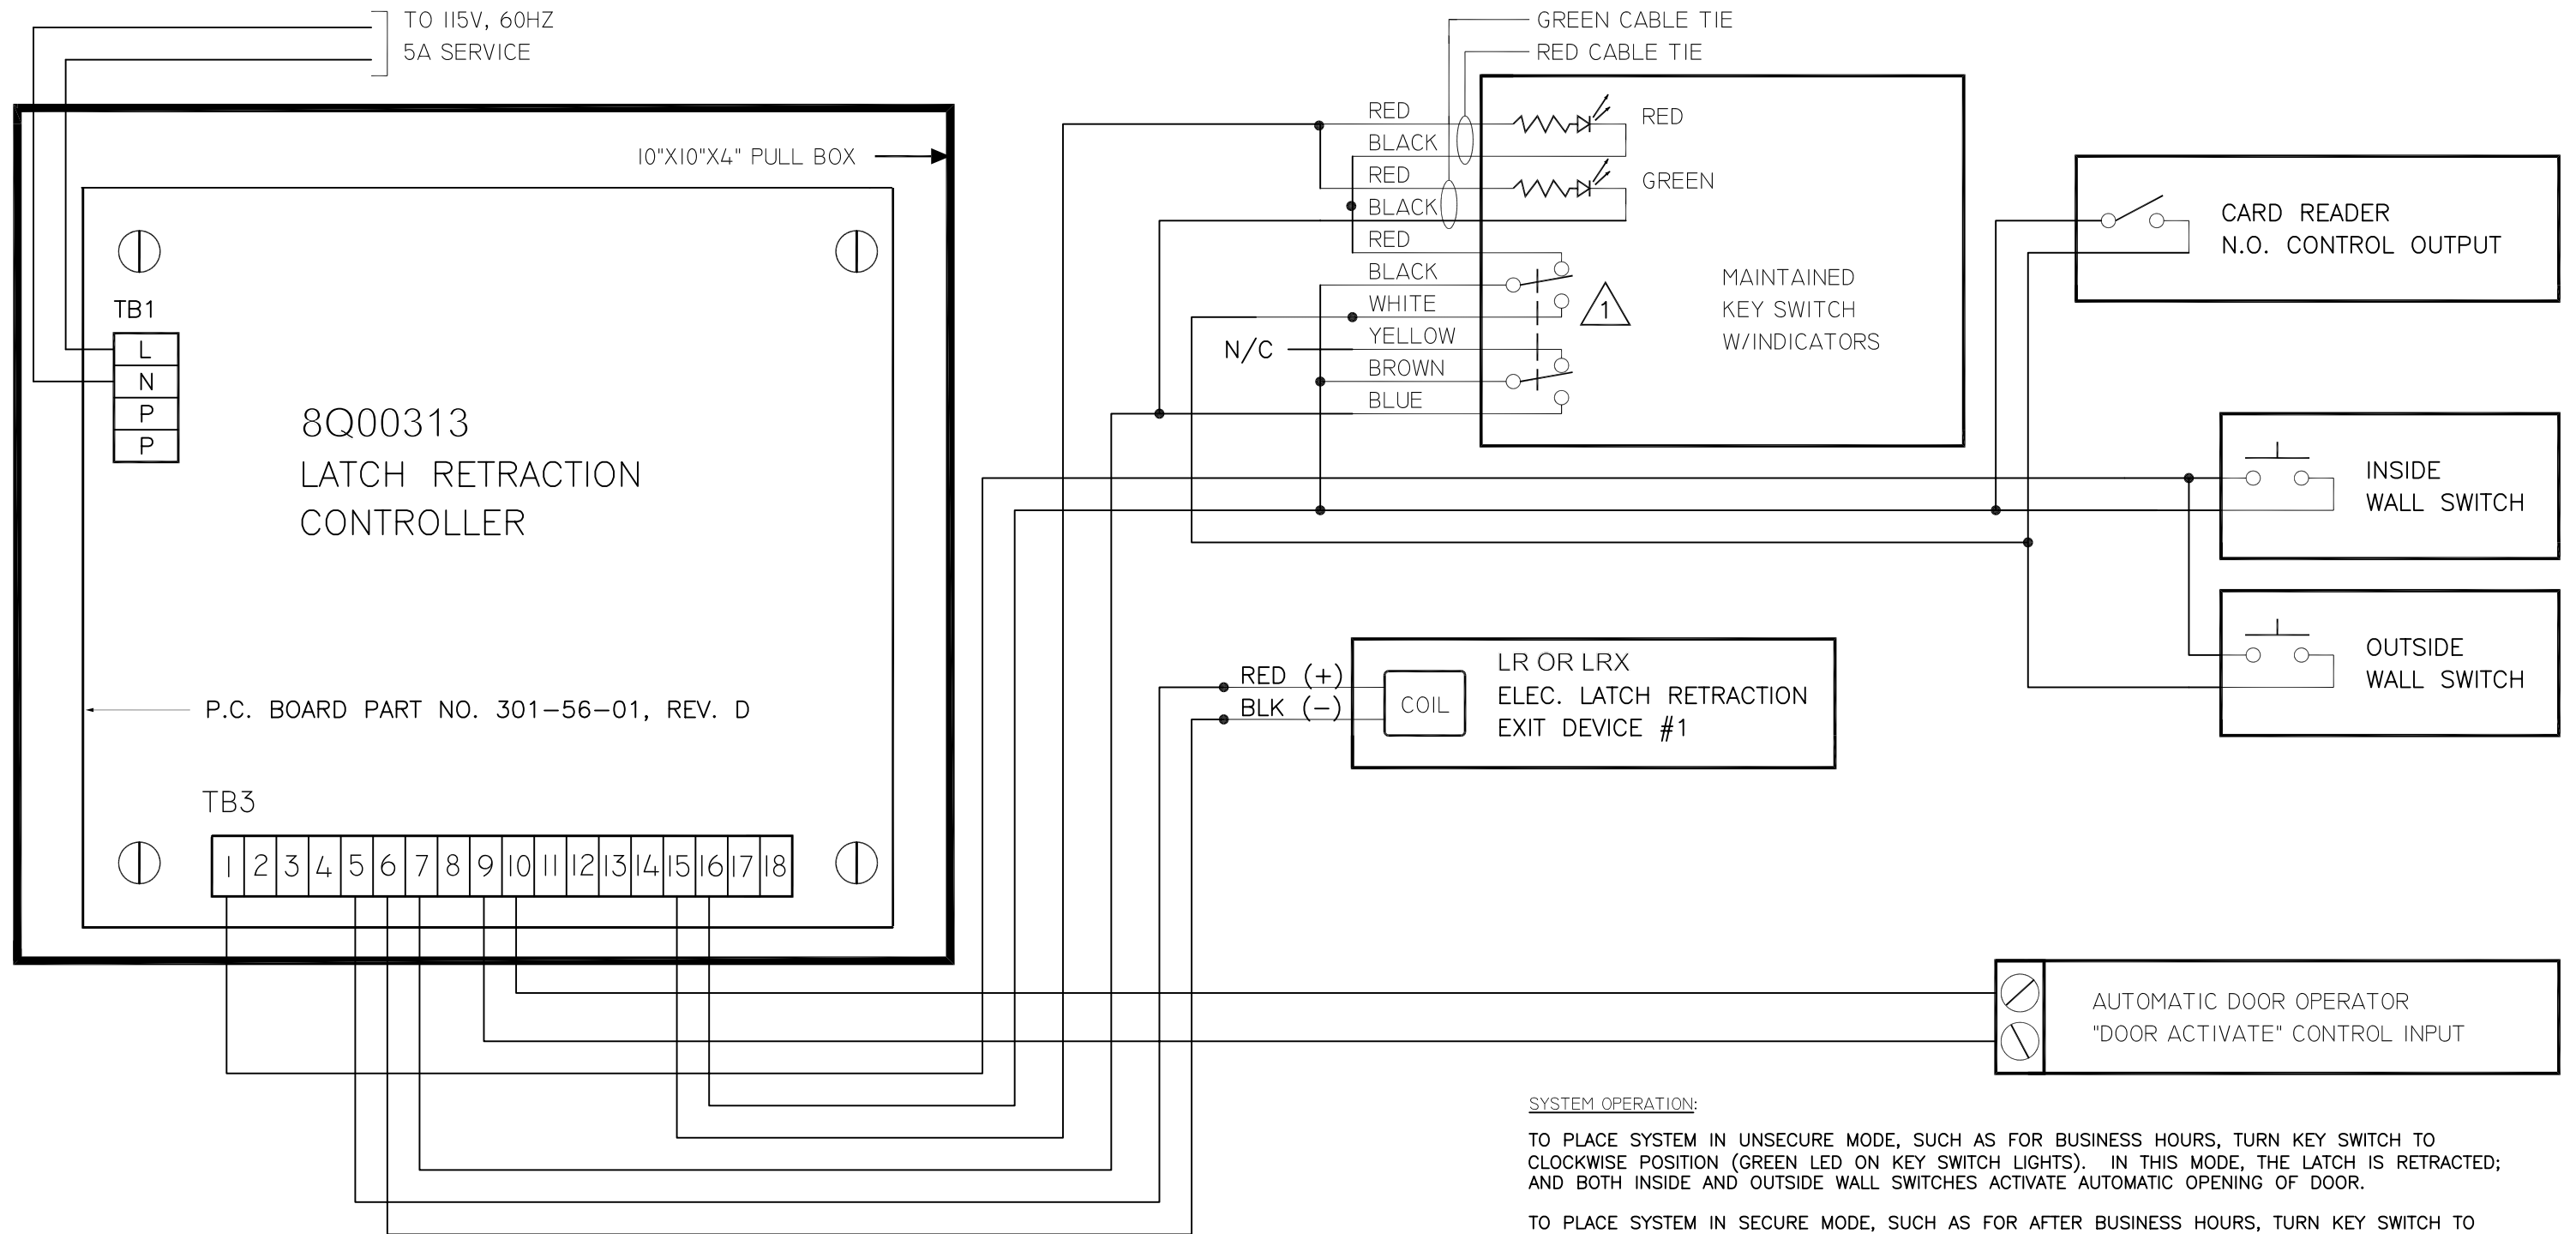 TO 115V, 60HZ
5A SERVICE
10"X10"X4" PULL BOX
TB1
L
N
P
P
8Q00313
LATCH RETRACTION
CONTROLLER
P.C. BOARD PART NO. 301-56-01, REV. D
TB3
1 2 3 4 5 6 7 8 9 10 11 12 13 14 15 16 17 18
GREEN CABLE TIE
RED CABLE TIE
RED
BLACK
RED
BLACK
RED
BLACK
WHITE
YELLOW
BROWN
BLUE
N/C
RED
GREEN
1
MAINTAINED
KEY SWITCH
W/INDICATORS
CARD READER
N.O. CONTROL OUTPUT
INSIDE
WALL SWITCH
OUTSIDE
WALL SWITCH
RED (+)
BLK (-)
COIL
LR OR LRX
ELEC. LATCH RETRACTION
EXIT DEVICE #1
AUTOMATIC DOOR OPERATOR
"DOOR ACTIVATE" CONTROL INPUT
SYSTEM OPERATION:
TO PLACE SYSTEM IN UNSECURE MODE, SUCH AS FOR BUSINESS HOURS, TURN KEY SWITCH TO
CLOCKWISE POSITION (GREEN LED ON KEY SWITCH LIGHTS). IN THIS MODE, THE LATCH IS RETRACTED;
AND BOTH INSIDE AND OUTSIDE WALL SWITCHES ACTIVATE AUTOMATIC OPENING OF DOOR.
TO PLACE SYSTEM IN SECURE MODE, SUCH AS FOR AFTER BUSINESS HOURS, TURN KEY SWITCH TO